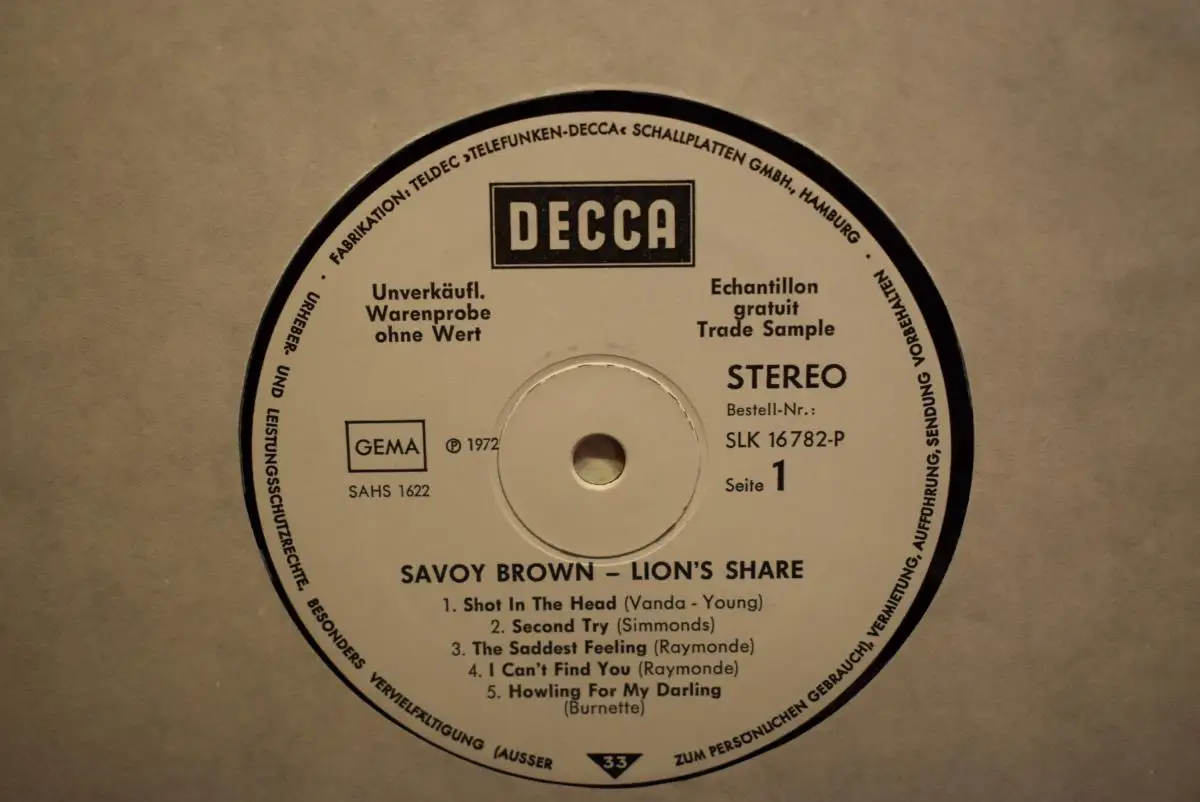 FABRIKATION: TELDEC »TELEFUNKEN-DECCA« SCHALLPLATTEN GMBH., HAMBURG ·
DECCA
Unverkäufl.
Warenprobe
ohne Wert
Echantillon
gratuit
Trade Sample
STEREO
Bestell-Nr.:
SLK 16782-P
Seite 1
GEMA
℗ 1972
SAHS 1622
SAVOY BROWN – LION'S SHARE
1. Shot In The Head (Vanda - Young)
2. Second Try (Simmonds)
3. The Saddest Feeling (Raymonde)
4. I Can't Find You (Raymonde)
5. Howling For My Darling
(Burnette)
33
· URHEBER- UND LEISTUNGSSCHUTZRECHTE, BESONDERS VERVIELFÄLTIGUNG (AUSSER
ZUM PERSÖNLICHEN GEBRAUCH), VERMIETUNG, AUFFÜHRUNG, SENDUNG VORBEHALTEN